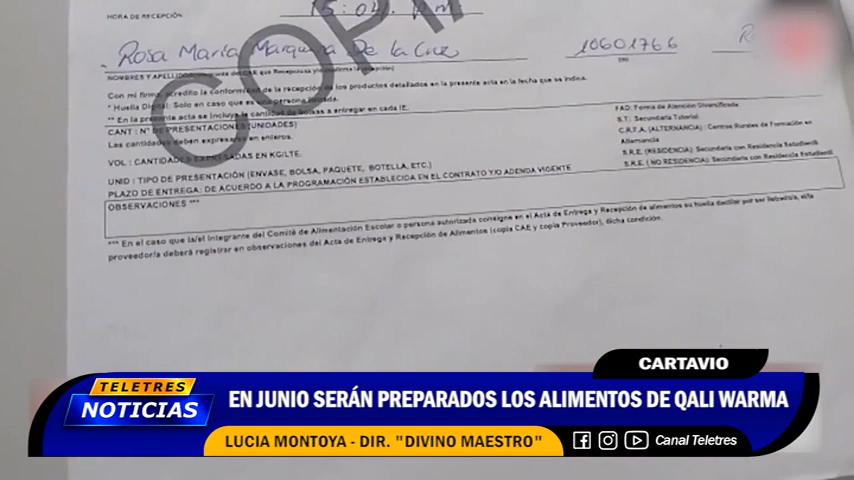 HORA DE RECEPCIÓN
15:04 p.m.
COPIA
Rosa María Marquina De la Cruz
10601766
R
NOMBRES Y APELLIDOS
DNI
Con mi firma, acredito la conformidad de la recepción de los productos detallados en la presente acta en la fecha que se indica.
* Huella Digital: Solo en caso que es persona iletrada.
** En la presente acta se incluye la cantidad de bolsas a entregar en cada IE.
CANT : N° DE PRESENTACIONES (UNIDADES)
Las cantidades deben expresarse en enteros.
VOL : CANTIDADES EXPRESADAS EN KG/LTE.
UNID : TIPO DE PRESENTACIÓN (ENVASE, BOLSA, PAQUETE, BOTELLA, ETC.)
PLAZO DE ENTREGA: DE ACUERDO A LA PROGRAMACIÓN ESTABLECIDA EN EL CONTRATO Y/O ADENDA VIGENTE
FAD: Forma de Atención Diversificada
S.T: Secundaria Tutorial
C.R.F.A. (ALTERNANCIA) : Centros Rurales de Formación en
Alternancia
S.R.E. (RESIDENCIA): Secundaria con Residencia Estudiantil
S.R.E. ( NO RESIDENCIA): Secundaria con Residencia Estudiantil
OBSERVACIONES ***
*** En el caso que la/el integrante del Comité de Alimentación Escolar o persona autorizada consigne en el Acta de Entrega y Recepción de alimentos su huella dactilar por ser iletrado/a, el/la
proveedor/a deberá registrar en observaciones del Acta de Entrega y Recepción de Alimentos (copia CAE y copia Proveedor), dicha condición.
CARTAVIO
TELETRES
NOTICIAS
EN JUNIO SERÁN PREPARADOS LOS ALIMENTOS DE QALI WARMA
LUCIA MONTOYA - DIR. "DIVINO MAESTRO"
Canal Teletres